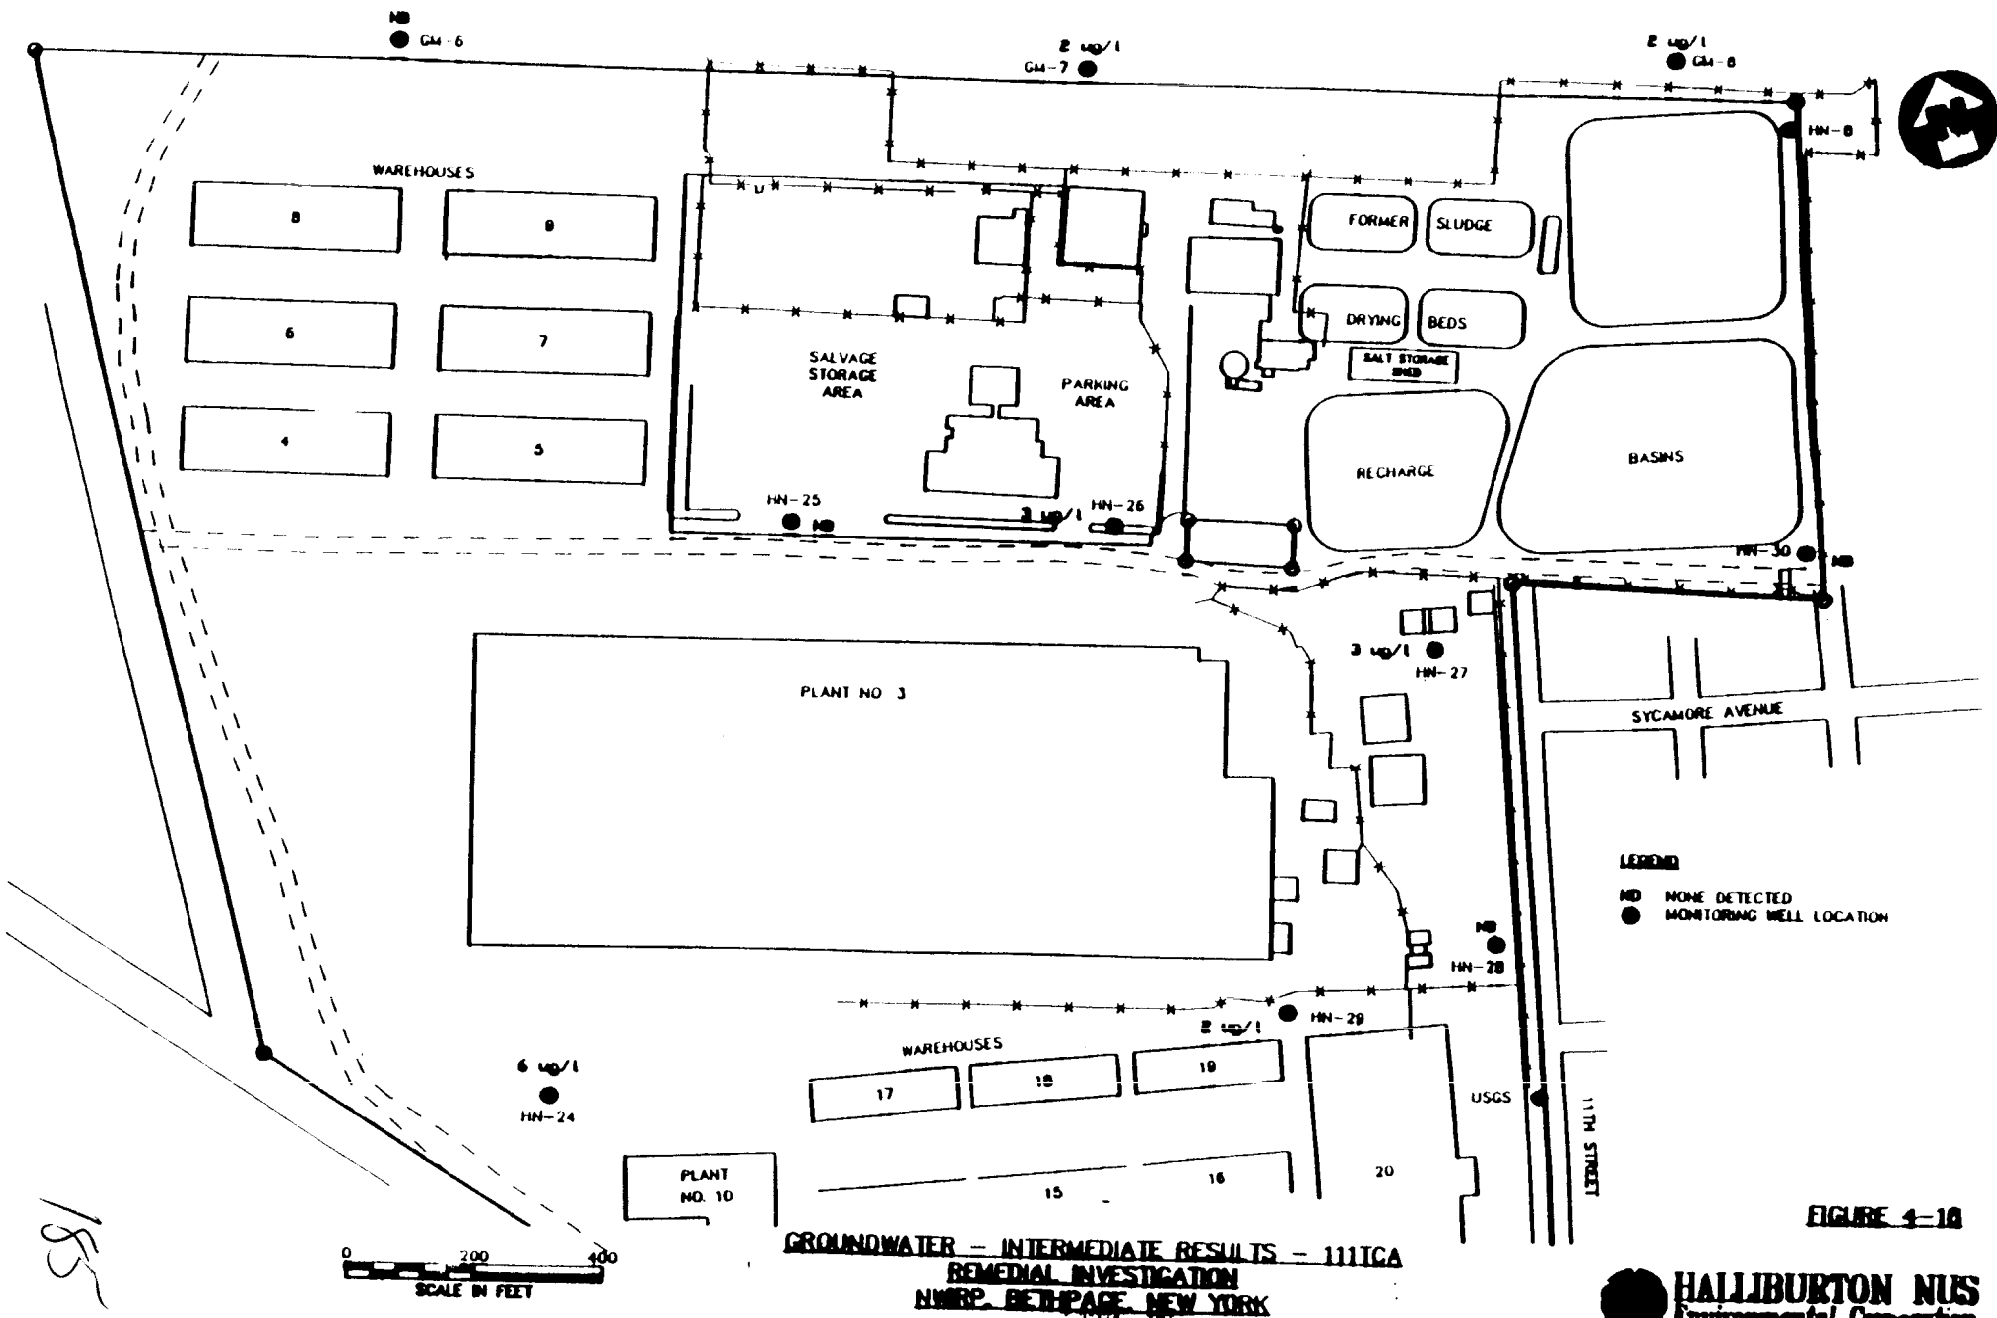 ND
GM-6
2 ug/l
GM-7
2 ug/l
GM-8
HN-8
WAREHOUSES
8
9
6
7
4
5
SALVAGE
STORAGE
AREA
PARKING
AREA
FORMER
SLUDGE
DRYING
BEDS
SALT STORAGE
SHED
RECHARGE
BASINS
HN-25
ND
3 ug/l
HN-26
HN-30
ND
3 ug/l
HN-27
PLANT NO 3
SYCAMORE AVENUE
LEGEND
ND NONE DETECTED
MONITORING WELL LOCATION
ND
HN-28
2 ug/l
HN-29
WAREHOUSES
17
18
19
6 ug/l
HN-24
USGS
11TH STREET
PLANT
NO. 10
15
16
20
185
0 200 400
SCALE IN FEET
GROUNDWATER - INTERMEDIATE RESULTS - 111TCA
REMEDIAL INVESTIGATION
NWIRP, BETHPAGE, NEW YORK
FIGURE 4-18
HALLIBURTON NUS
Environmental Corporation